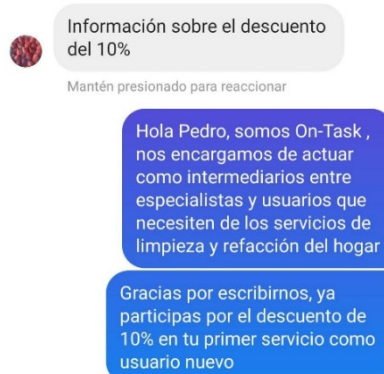 Información sobre el descuento
del 10%
Mantén presionado para reaccionar
Hola Pedro, somos On-Task ,
nos encargamos de actuar
como intermediarios entre
especialistas y usuarios que
necesiten de los servicios de
limpieza y refacción del hogar
Gracias por escribirnos, ya
participas por el descuento de
10% en tu primer servicio como
usuario nuevo